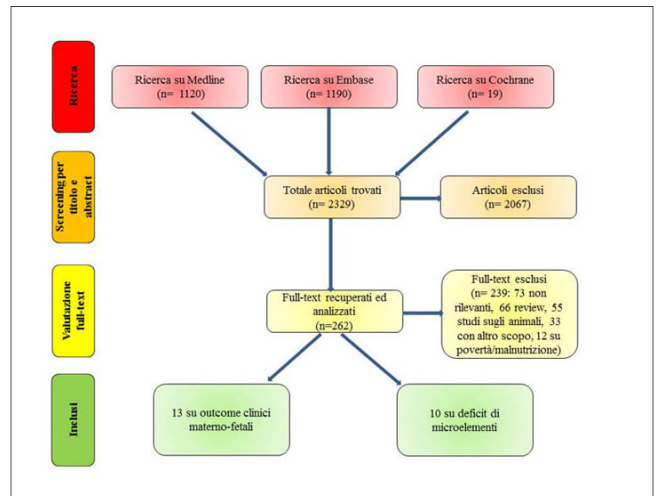 Ricerca
Ricerca su Medline
(n= 1120)
Ricerca su Embase
(n= 1190)
Ricerca su Cochrane
(n= 19)
Screening per
titolo e
abstract
Totale articoli trovati
(n = 2329)
Articoli esclusi
(n = 2067)
Valutazione
full-text
Full-text recuperati ed
analizzati
(n=262)
Full-text esclusi
(n= 239: 73 non
rilevanti, 66 review, 55
studi sugli animali, 33
con altro scopo, 12 su
povertà/malnutrizione)
Inclusi
13 su outcome clinici
materno-fetali
10 su deficit di
microelementi